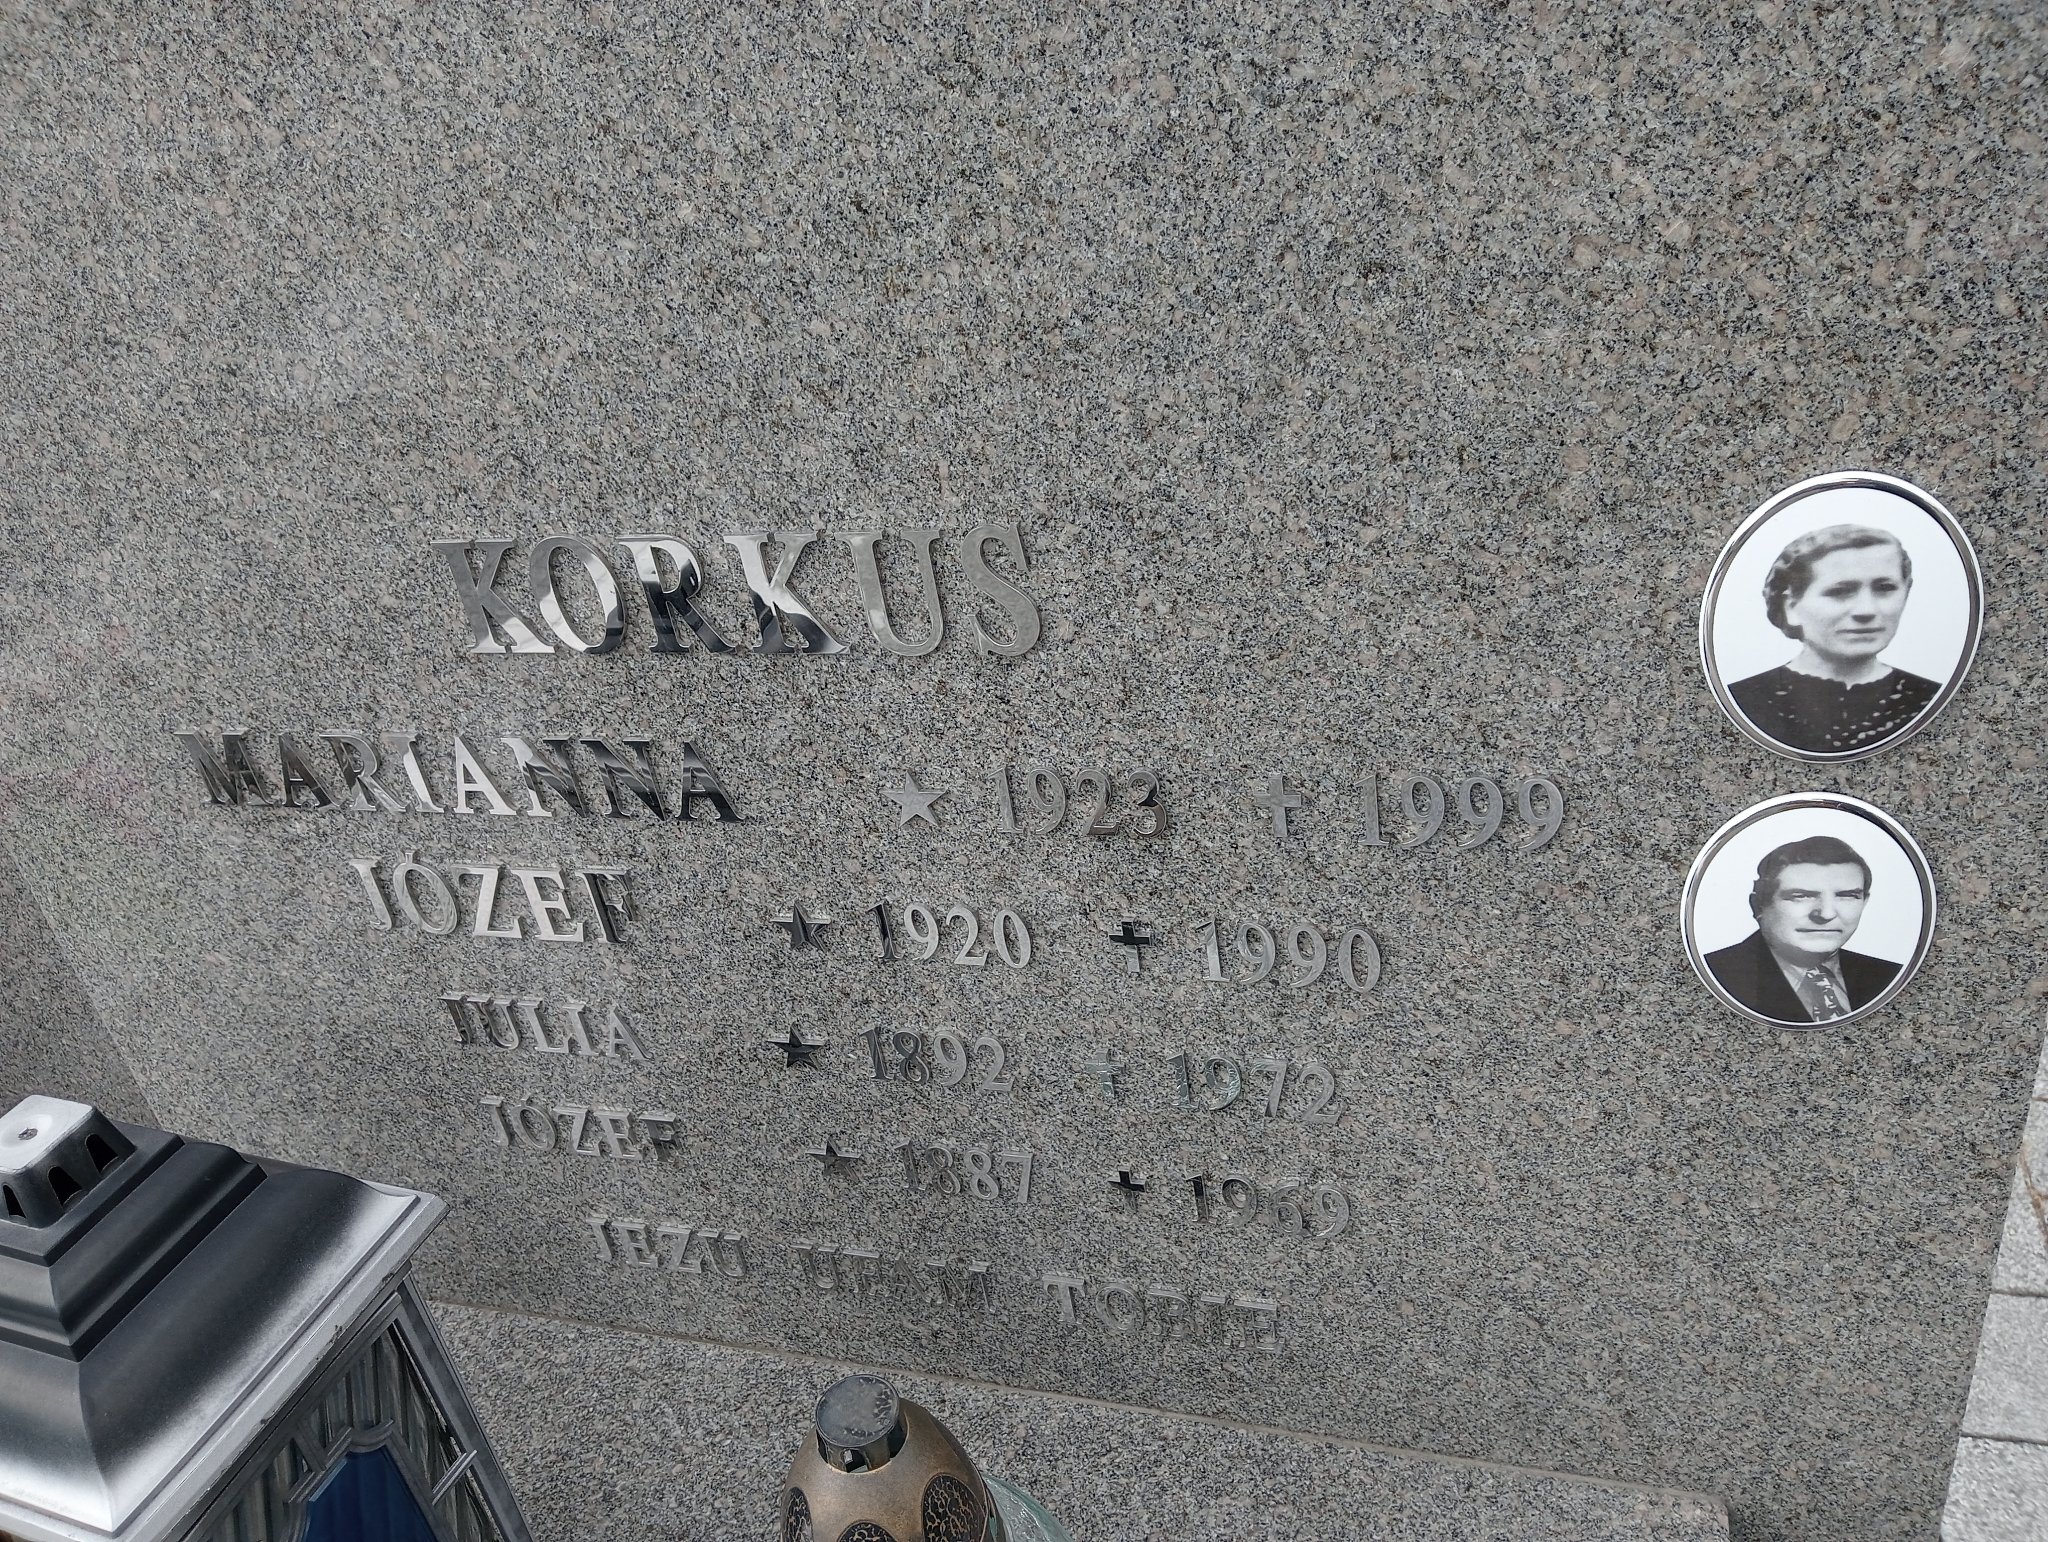 KORKUS
MARIANNA ★ 1923 ✝ 1999
JÓZEF ★ 1920 ✝ 1990
JULIA ★ 1892 ✝ 1972
JÓZEF ★ 1887 ✝ 1969
JEZU UFAM TOBIE